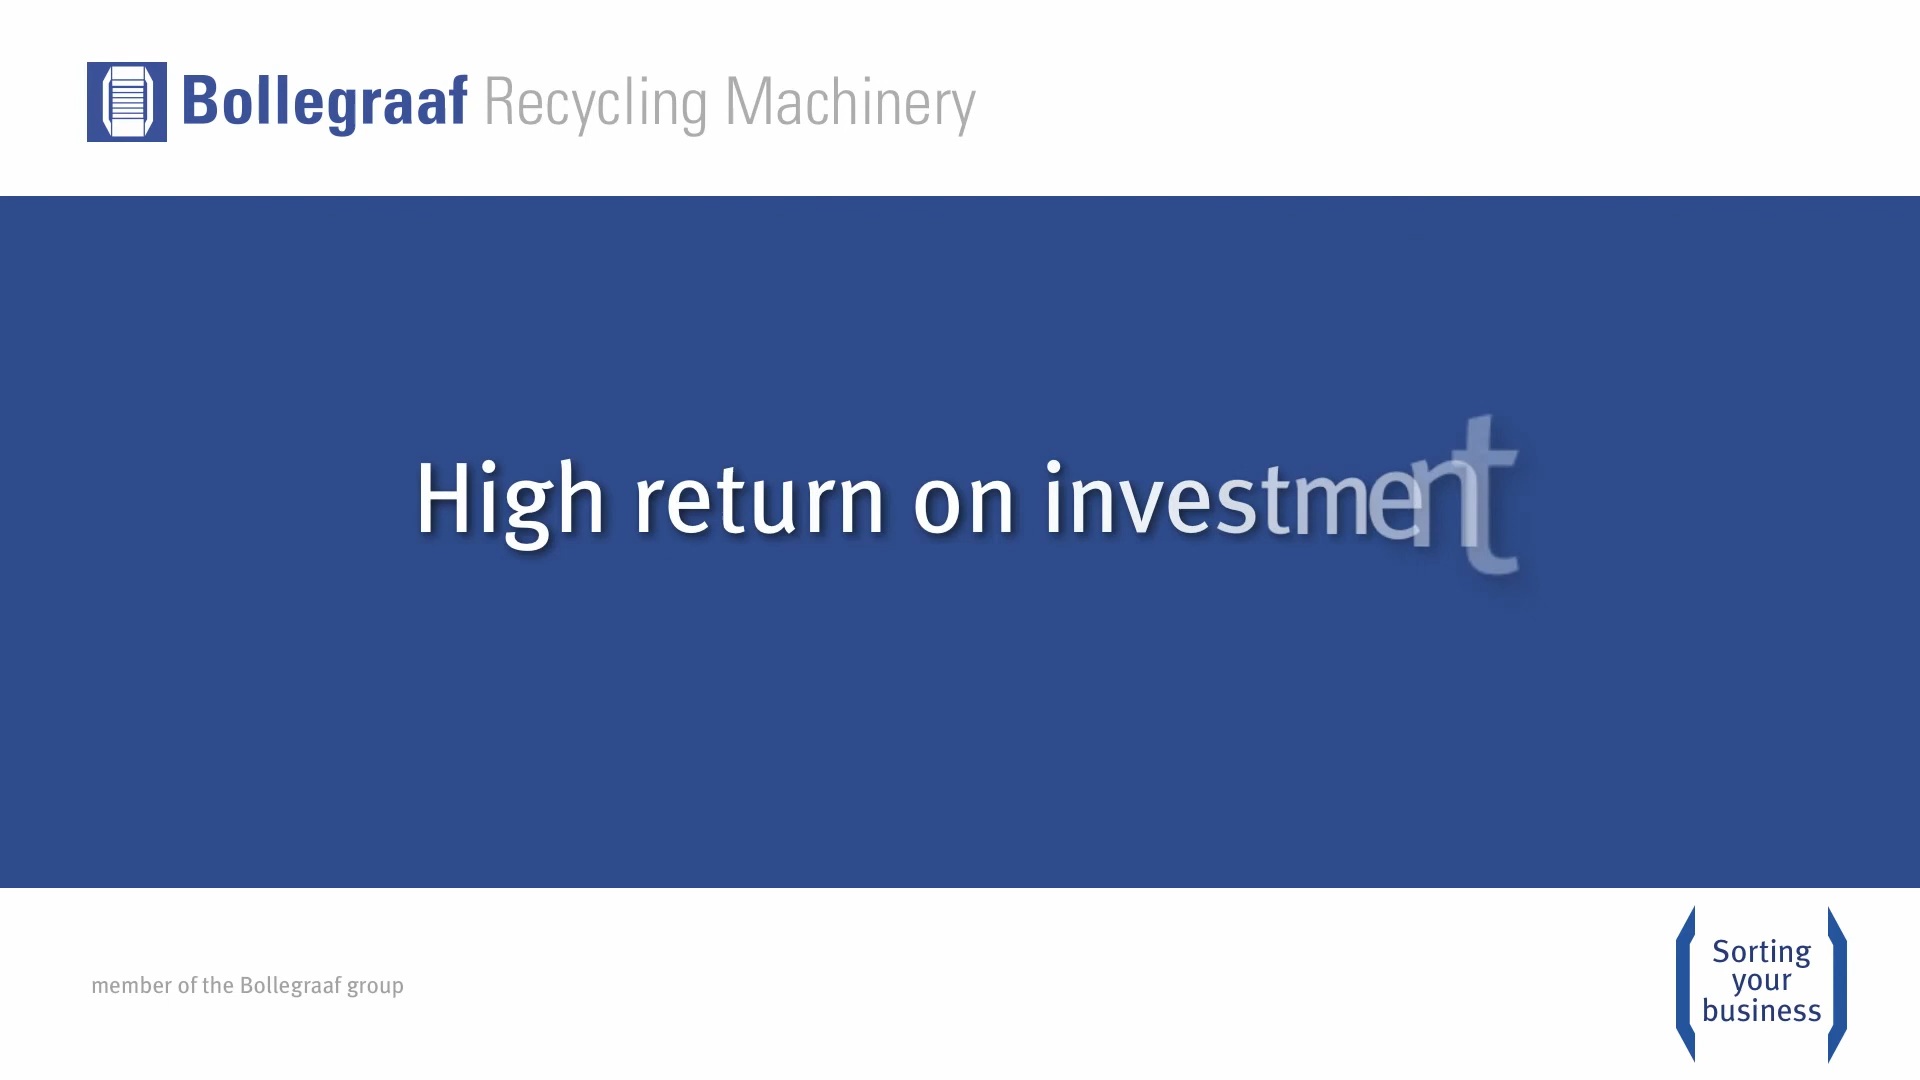 Bollegraaf Recycling Machinery
High return on investment
member of the Bollegraaf group
Sorting
your
business